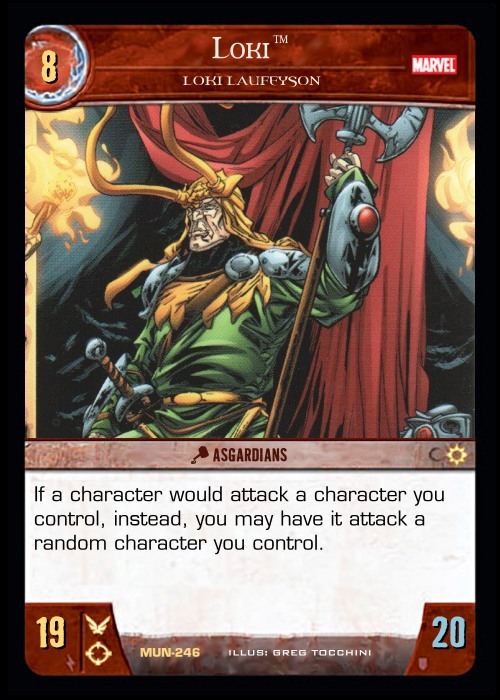 8
Loki™
Loki Lauffyson
MARVEL
ASGARDIANS
C
If a character would attack a character you
control, instead, you may have it attack a
random character you control.
19
MUN-246
ILLUS: GREG TOCCHINI
20